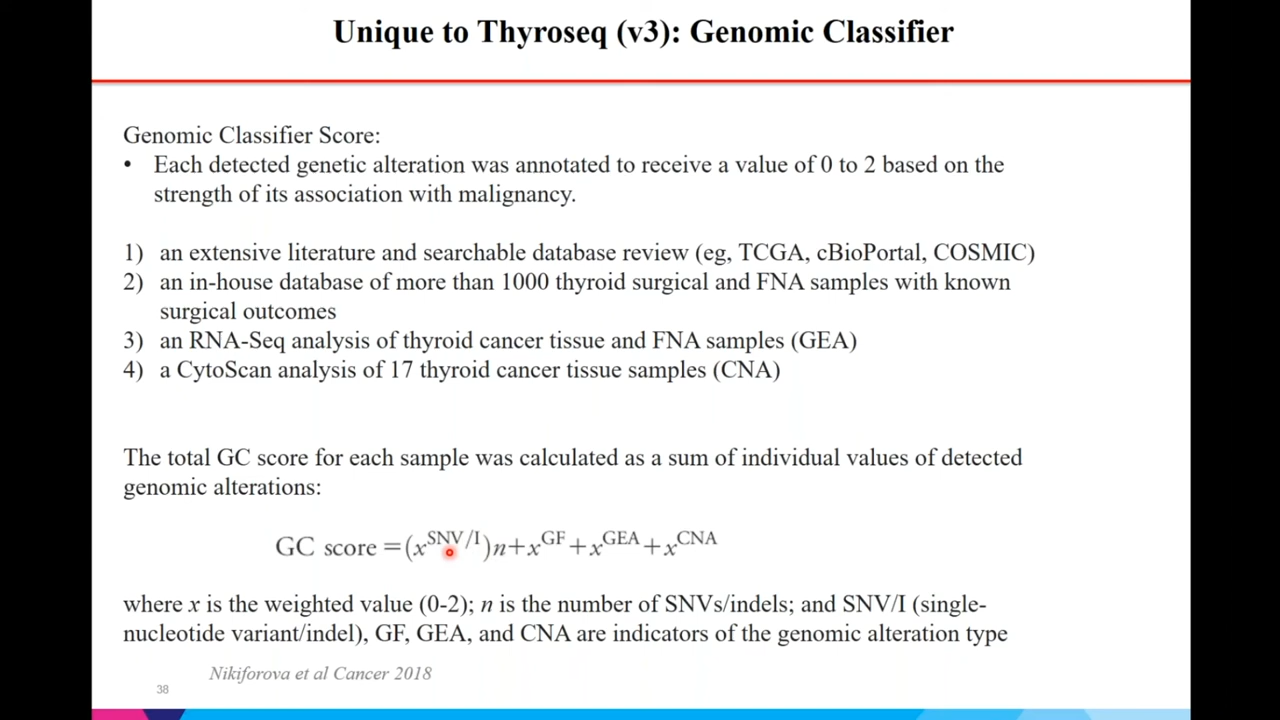 Unique to Thyroseq (v3): Genomic Classifier
Genomic Classifier Score:
• Each detected genetic alteration was annotated to receive a value of 0 to 2 based on the
strength of its association with malignancy.
1) an extensive literature and searchable database review (eg, TCGA, cBioPortal, COSMIC)
2) an in-house database of more than 1000 thyroid surgical and FNA samples with known
surgical outcomes
3) an RNA-Seq analysis of thyroid cancer tissue and FNA samples (GEA)
4) a CytoScan analysis of 17 thyroid cancer tissue samples (CNA)
The total GC score for each sample was calculated as a sum of individual values of detected
genomic alterations:
GC score =(x^SNV/I)n+x^GF+x^GEA+x^CNA
where x is the weighted value (0-2); n is the number of SNVs/indels; and SNV/I (single-
nucleotide variant/indel), GF, GEA, and CNA are indicators of the genomic alteration type
Nikiforova et al Cancer 2018
38